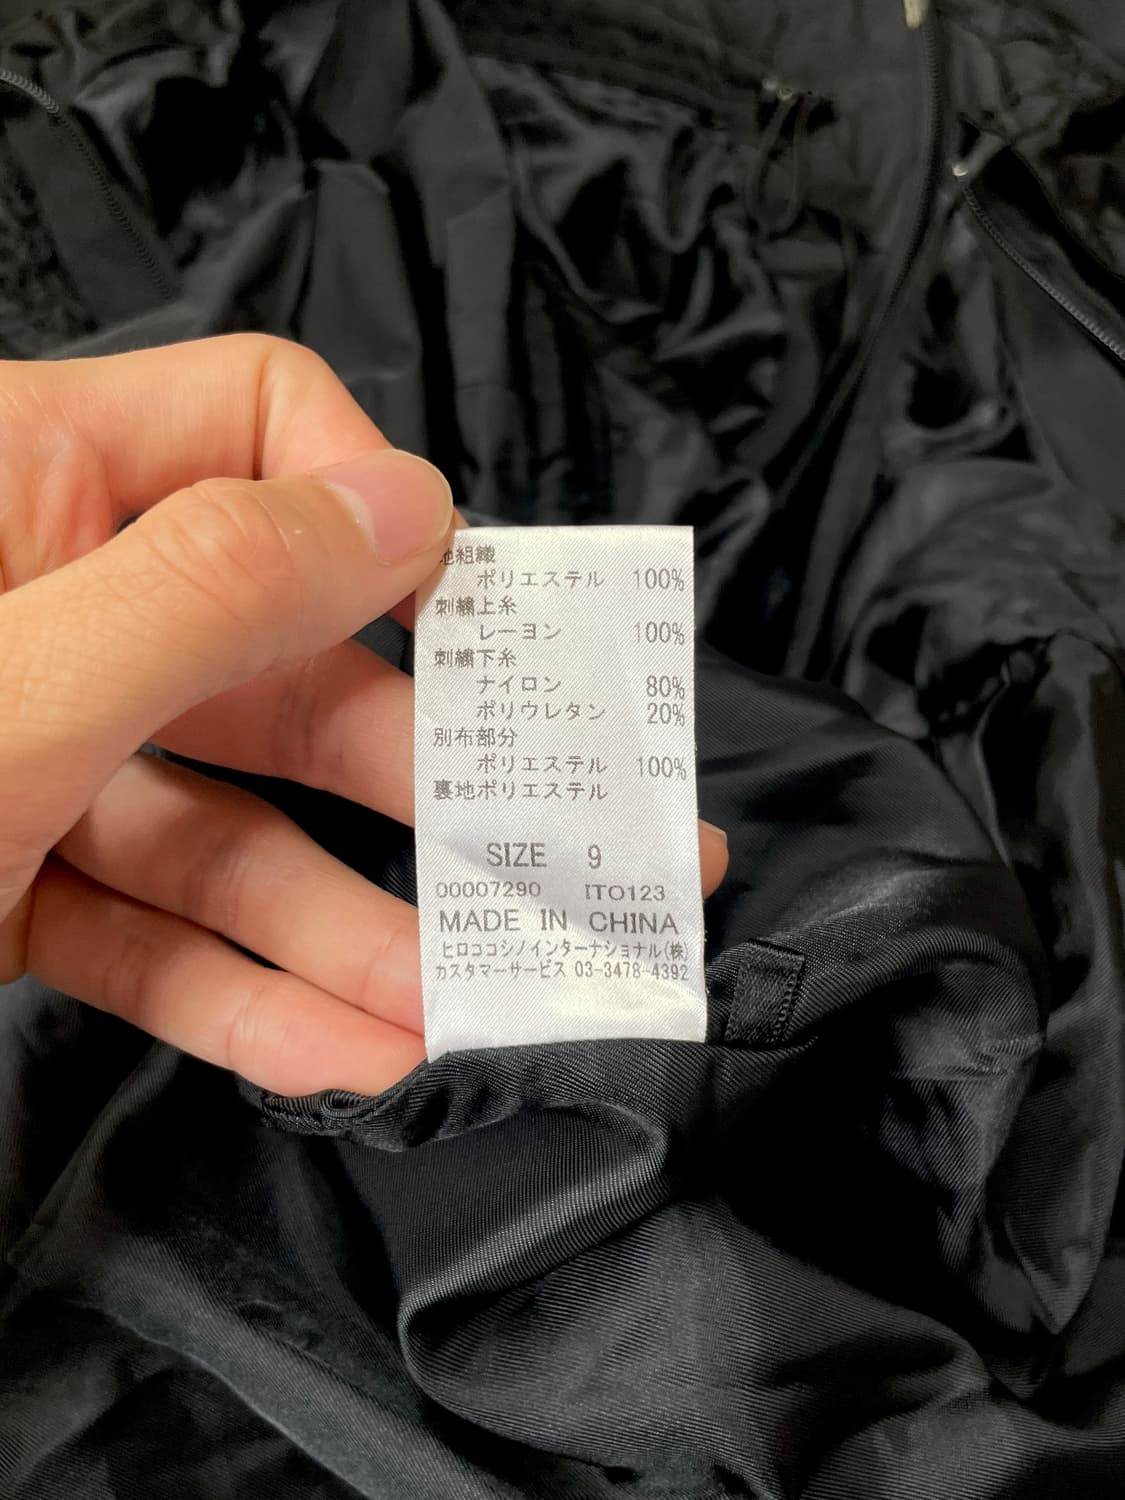 地組織
ポリエステル 100%
刺繍上糸
レーヨン 100%
刺繍下糸
ナイロン 80%
ポリウレタン 20%
別布部分
ポリエステル 100%
裏地ポリエステル
SIZE 9
00007290 ITO123
MADE IN CHINA
ヒロココシノインターナショナル(株)
カスタマーサービス 03-3478-4392